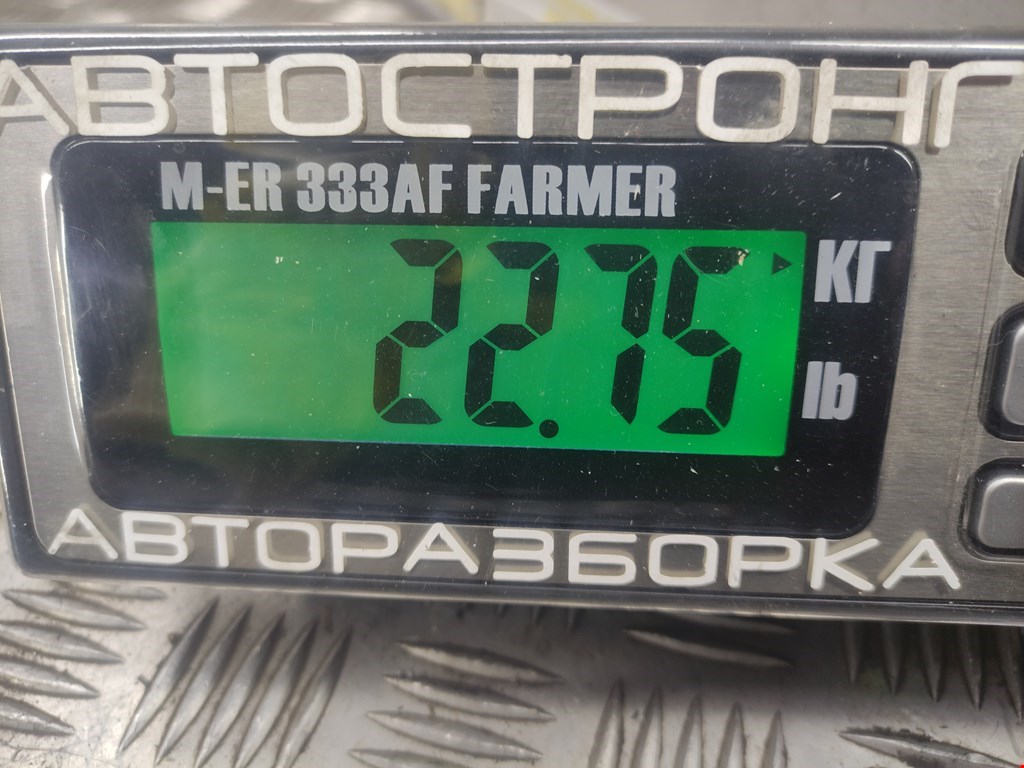 АВТОСТРОНГ
M-ER 333AF FARMER
22.75
КГ
lb
АВТОРАЗБОРКА